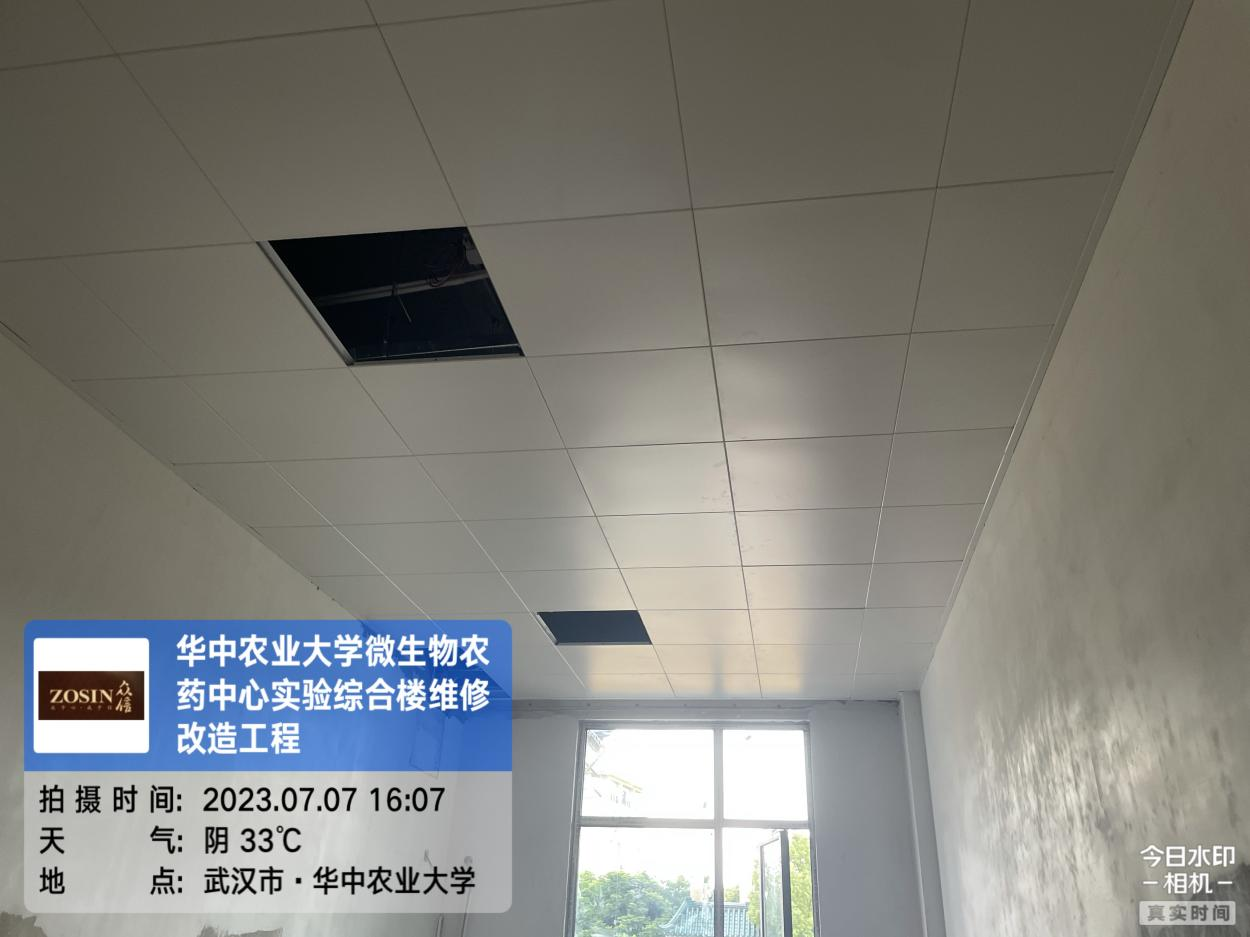 华中农业大学微生物农
药中心实验综合楼维修
改造工程
ZOSIN 众信
拍摄时间: 2023.07.07 16:07
天气: 阴 33℃
地点: 武汉市·华中农业大学
今日水印
相机
真实时间